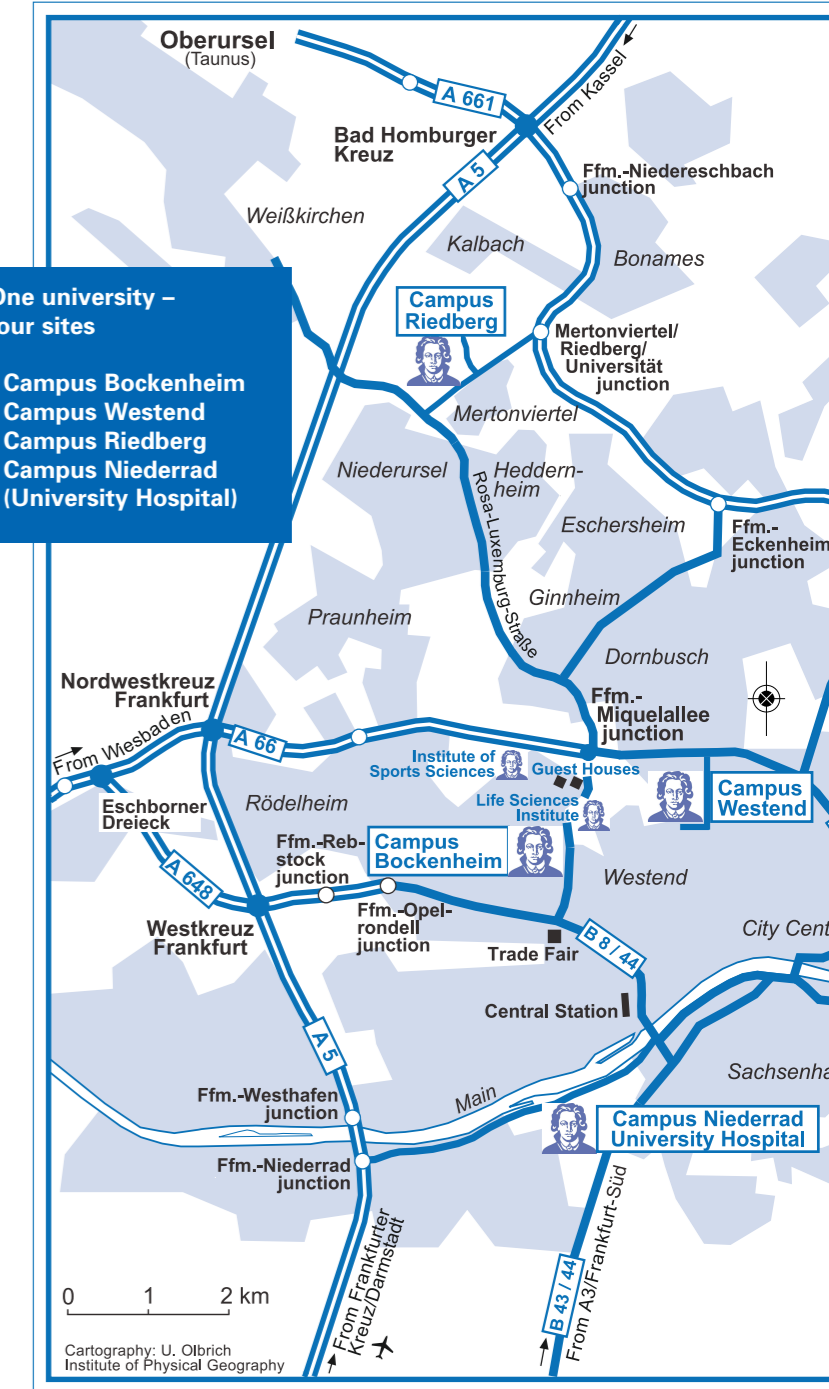 Oberursel
(Taunus)
A 661
From Kassel
Bad Homburger
Kreuz
A 5
Ffm.-Niedereschbach
junction
Weißkirchen
Kalbach
Bonames
One university –
our sites
Campus Bockenheim
Campus Westend
Campus Riedberg
Campus Niederrad
(University Hospital)
Campus
Riedberg
Mertonviertel/
Riedberg/
Universität
junction
Mertonviertel
Niederursel
Heddern-
heim
Rosa-Luxemburg-Straße
Eschersheim
Ffm.-
Eckenheim
junction
Ginnheim
Praunheim
Dornbusch
Nordwestkreuz
Frankfurt
From Wiesbaden
A 66
Ffm.-
Miquelallee
junction
Institute of
Sports Sciences
Guest Houses
Life Sciences
Institute
Campus
Westend
Eschborner
Dreieck
Rödelheim
A 648
Ffm.-Reb-
stock
junction
Campus
Bockenheim
Westend
Ffm.-Opel-
rondell
junction
Westkreuz
Frankfurt
Trade Fair
B 8 / 44
City Cent
Central Station
A 5
Sachsenha
Ffm.-Westhafen
junction
Main
Campus Niederrad
University Hospital
Ffm.-Niederrad
junction
From Frankfurter
Kreuz/Darmstadt
B 43 / 44
From A3/Frankfurt-Süd
0 1 2 km
Cartography: U. Olbrich
Institute of Physical Geography